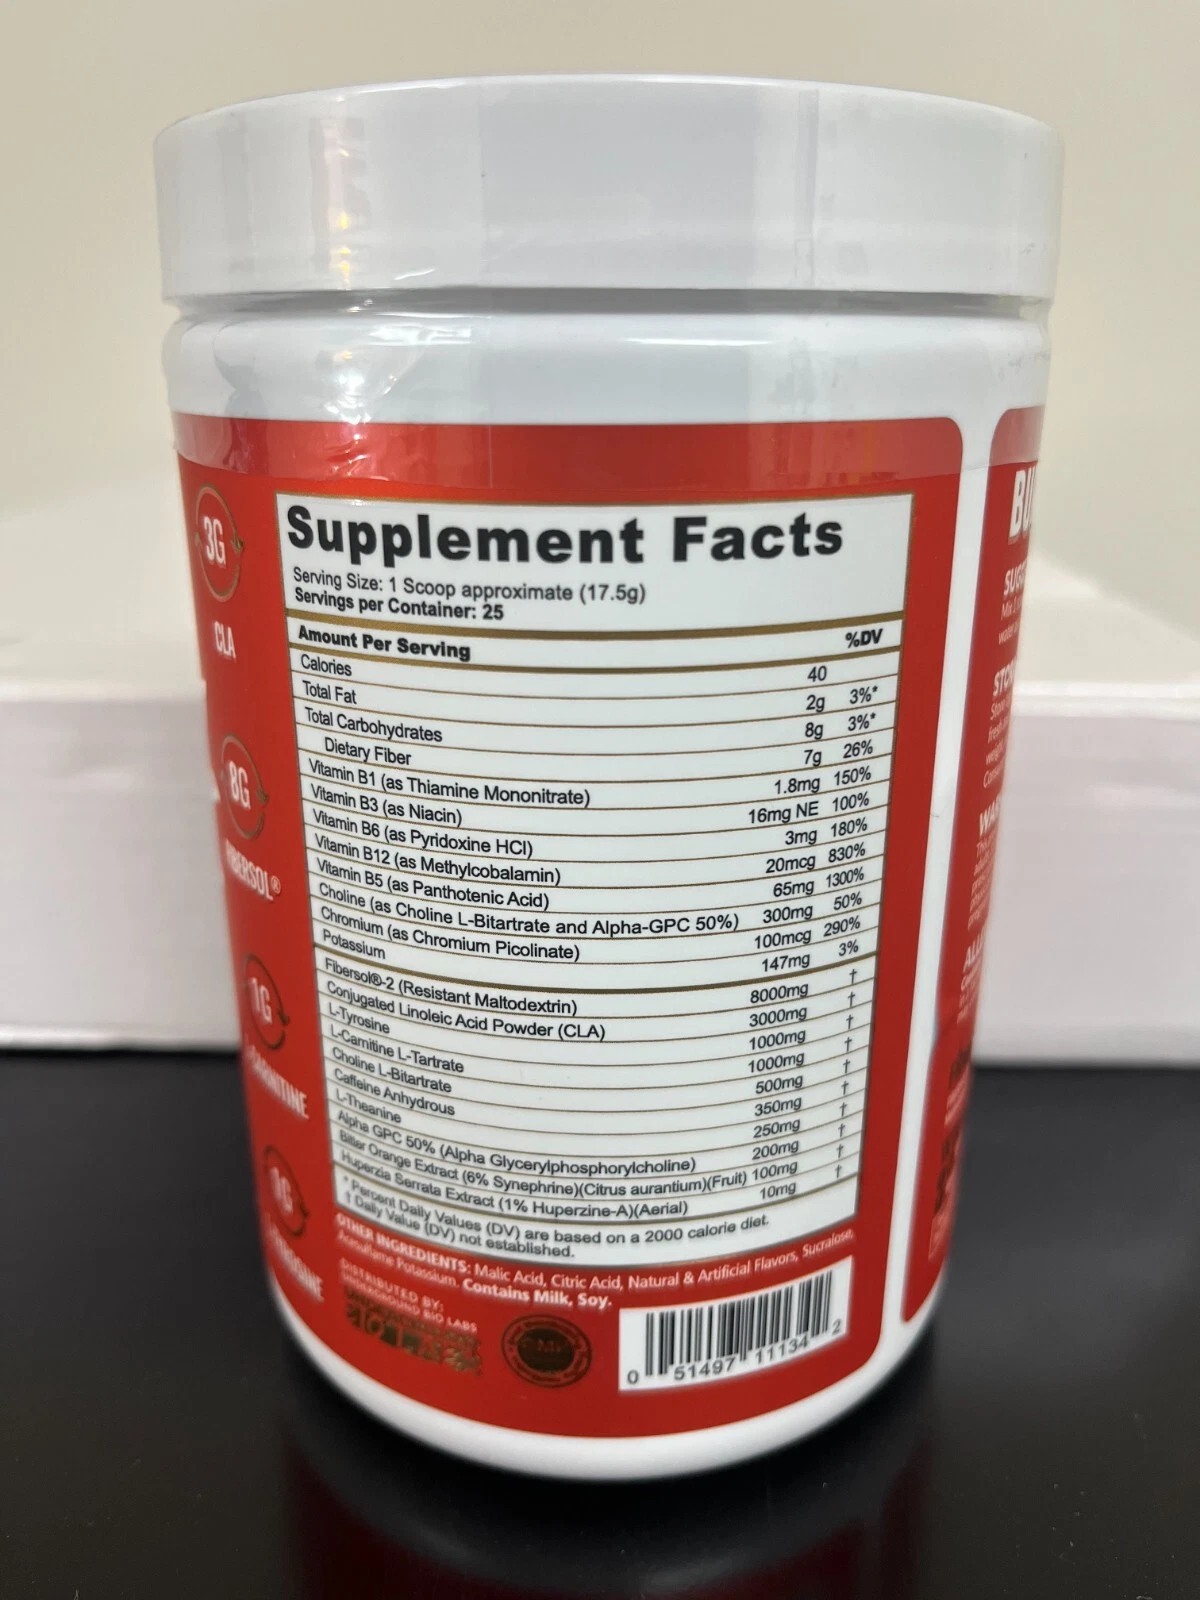 3G
CLA
8G
FIBERSOL®
1G
1G
Supplement Facts
Serving Size: 1 Scoop approximate (17.5g)
Servings per Container: 25
Amount Per Serving %DV
Calories 40
Total Fat 2g 3%*
Total Carbohydrates 8g 3%*
Dietary Fiber 7g 26%
Vitamin B1 (as Thiamine Mononitrate) 1.8mg 150%
Vitamin B3 (as Niacin) 16mg NE 100%
Vitamin B6 (as Pyridoxine HCl) 3mg 180%
Vitamin B12 (as Methylcobalamin) 20mcg 830%
Vitamin B5 (as Panthotenic Acid) 65mg 1300%
Choline (as Choline L-Bitartrate and Alpha-GPC 50%) 300mg 50%
Chromium (as Chromium Picolinate) 100mcg 290%
Potassium 147mg 3%
Fibersol®-2 (Resistant Maltodextrin) 8000mg †
Conjugated Linoleic Acid Powder (CLA) 3000mg †
L-Tyrosine 1000mg †
L-Carnitine L-Tartrate 1000mg †
Choline L-Bitartrate 500mg †
Caffeine Anhydrous 350mg †
L-Theanine 250mg †
Alpha GPC 50% (Alpha Glycerylphosphorylcholine) 200mg †
Bitter Orange Extract (6% Synephrine)(Citrus aurantium)(Fruit) 100mg †
Huperzia Serrata Extract (1% Huperzine-A)(Aerial) 10mg †
* Percent Daily Values (DV) are based on a 2000 calorie diet.
† Daily Value (DV) not established.
OTHER INGREDIENTS: Malic Acid, Citric Acid, Natural & Artificial Flavors, Sucralose,
Acesulfame Potassium. Contains Milk, Soy.
DISTRIBUTED BY:
UNDERGROUND BIO LABS
0 51497 11134 2
BU